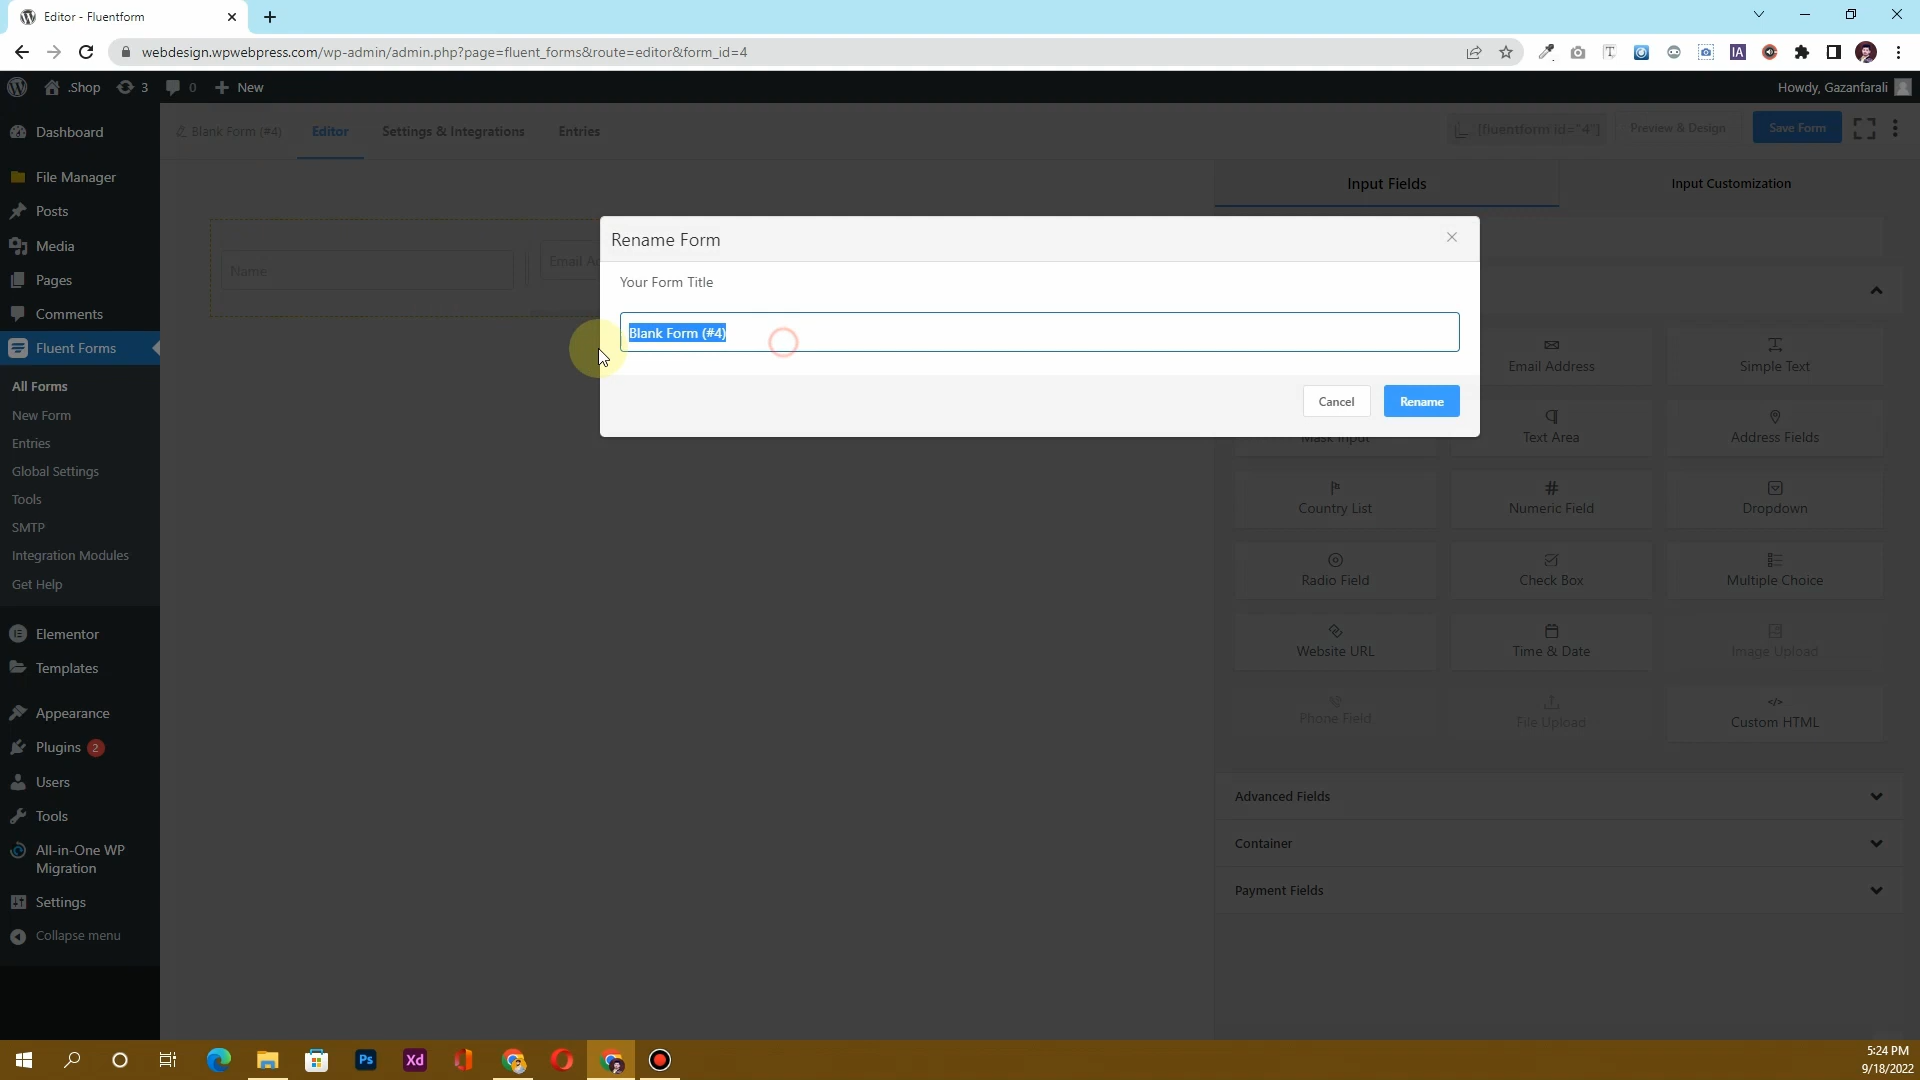 Editor - Fluentform
webdesign.wpwebpress.com/wp-admin/admin.php?page=fluent_forms&route=editor&form_id=4
IA
.Shop
3
0
New
Howdy, Gazanfarali
Dashboard
File Manager
Posts
Media
Pages
Comments
Fluent Forms
All Forms
New Form
Entries
Global Settings
Tools
SMTP
Integration Modules
Get Help
Elementor
Templates
Appearance
Plugins 2
Users
Tools
All-in-One WP
Migration
Settings
Collapse menu
Blank Form (#4)
Editor
Settings & Integrations
Entries
[fluentform id="4"]
Preview & Design
Save Form
Name
Email A
Rename Form
Your Form Title
Blank Form (#4)
Cancel
Rename
Input Fields
Input Customization
Email Address
Simple Text
Mask Input
Text Area
Address Fields
Country List
Numeric Field
Dropdown
Radio Field
Check Box
Multiple Choice
Website URL
Time & Date
Image Upload
Phone Field
File Upload
Custom HTML
Advanced Fields
Container
Payment Fields
Ps
Xd
5:24 PM
9/18/2022